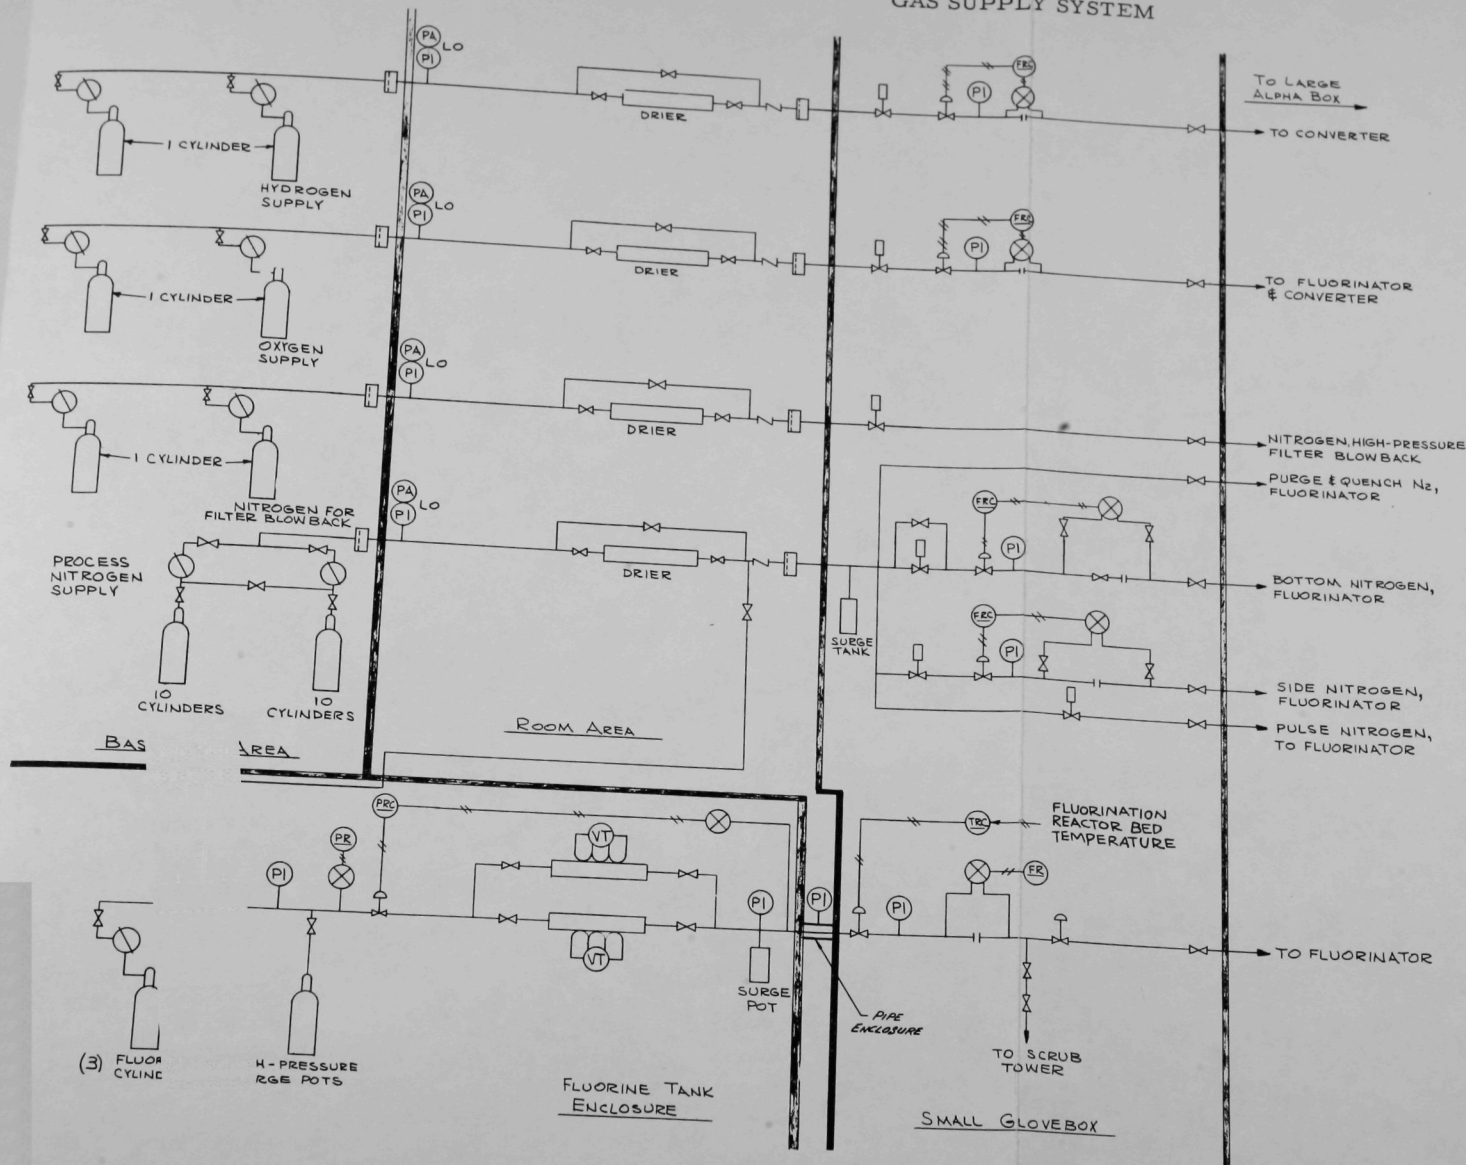 GAS SUPPLY SYSTEM
PA
PI
LO
DRIER
PI
FRC
TO LARGE
ALPHA BOX
TO CONVERTER
1 CYLINDER
HYDROGEN
SUPPLY
PA
PI
LO
DRIER
PI
FRC
TO FLUORINATOR
& CONVERTER
1 CYLINDER
OXYGEN
SUPPLY
PA
PI
LO
DRIER
NITROGEN, HIGH-PRESSURE
FILTER BLOWBACK
1 CYLINDER
NITROGEN FOR
FILTER BLOWBACK
PURGE & QUENCH N2,
FLUORINATOR
PA
PI
LO
DRIER
FRC
PI
BOTTOM NITROGEN,
FLUORINATOR
PROCESS
NITROGEN
SUPPLY
SURGE
TANK
FRC
PI
SIDE NITROGEN,
FLUORINATOR
10
CYLINDERS
10
CYLINDERS
PULSE NITROGEN,
TO FLUORINATOR
ROOM AREA
BAS
AREA
PRC
PR
PI
VT
VT
PI
PI
SURGE
POT
TRC
FLUORINATION
REACTOR BED
TEMPERATURE
PI
FR
TO FLUORINATOR
PIPE
ENCLOSURE
TO SCRUB
TOWER
(3) FLUOR
CYLINC
H-PRESSURE
RGE POTS
FLUORINE TANK
ENCLOSURE
SMALL GLOVEBOX